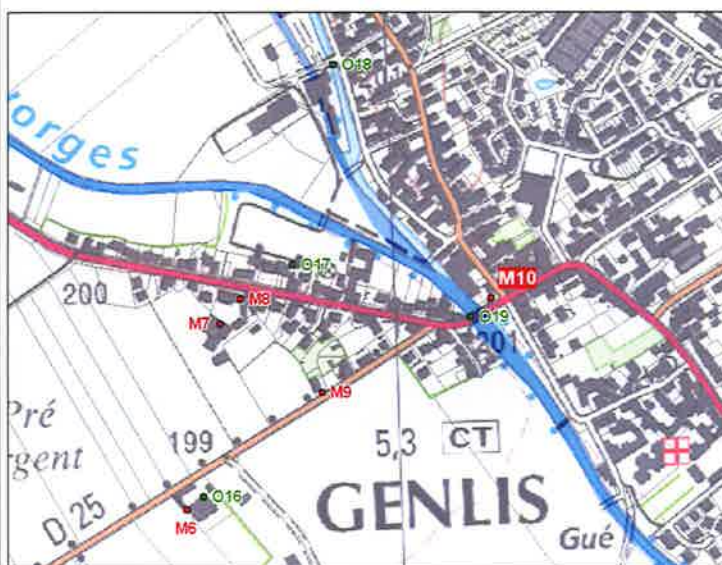 O18
orges
O17
M10
200
M8
M7
O19
201
M9
Pré
rgent
199
5,3
CT
O16
GENLIS
M6
D 25
Gué